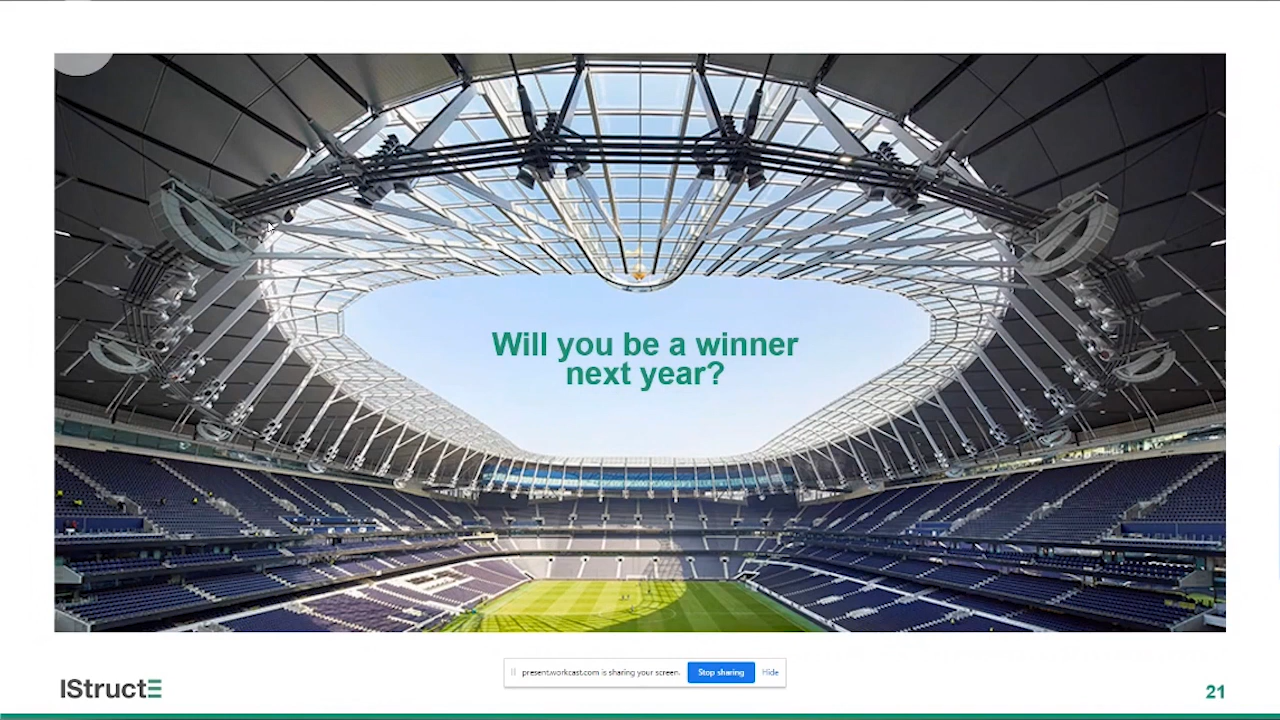 Will you be a winner
next year?
present.workcast.com is sharing your screen.
Stop sharing
Hide
IStructE
21